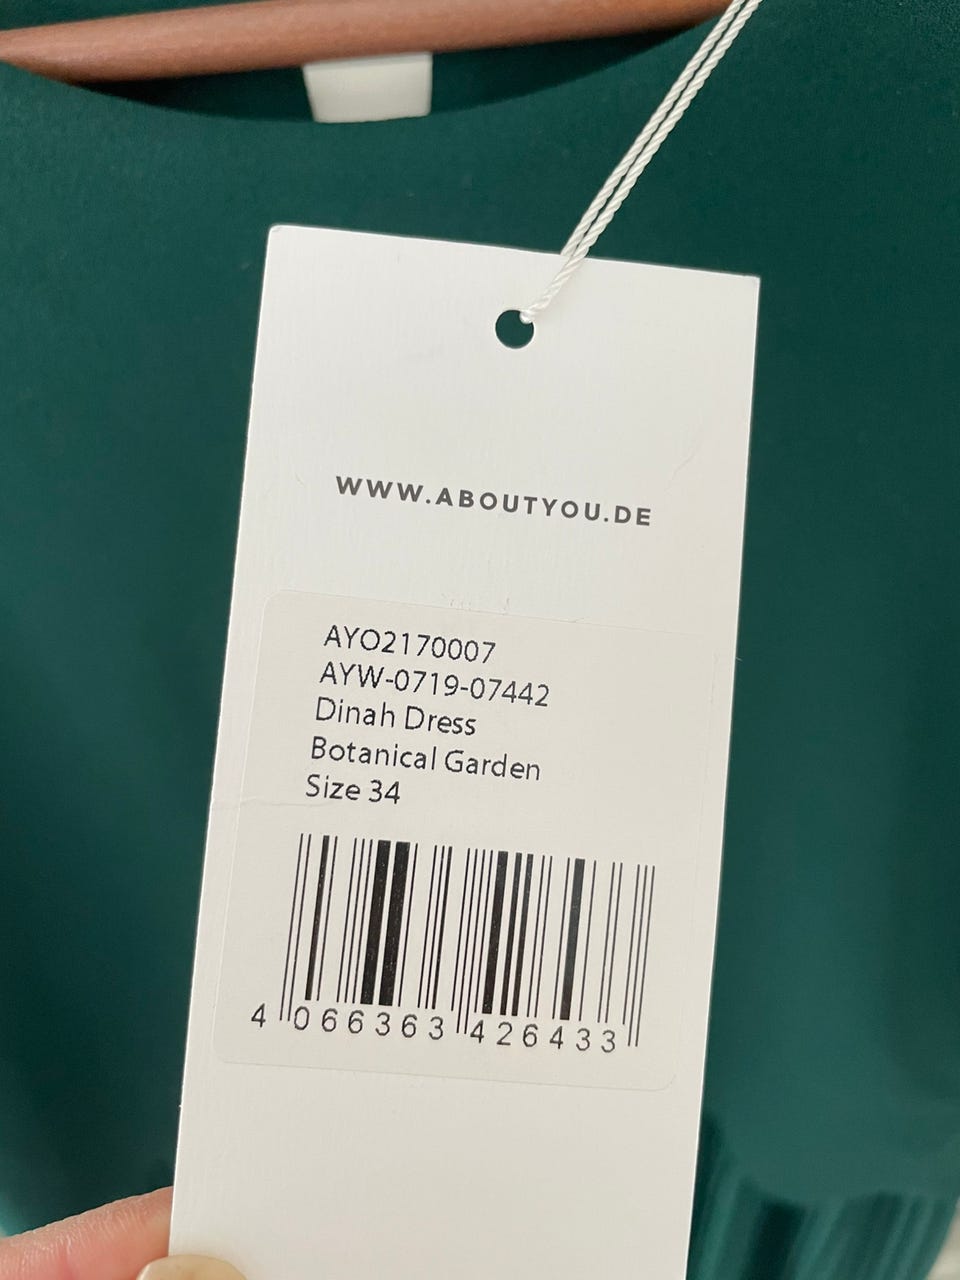 WWW.ABOUTYOU.DE
AYO2170007
AYW-0719-07442
Dinah Dress
Botanical Garden
Size 34
4 066363 426433